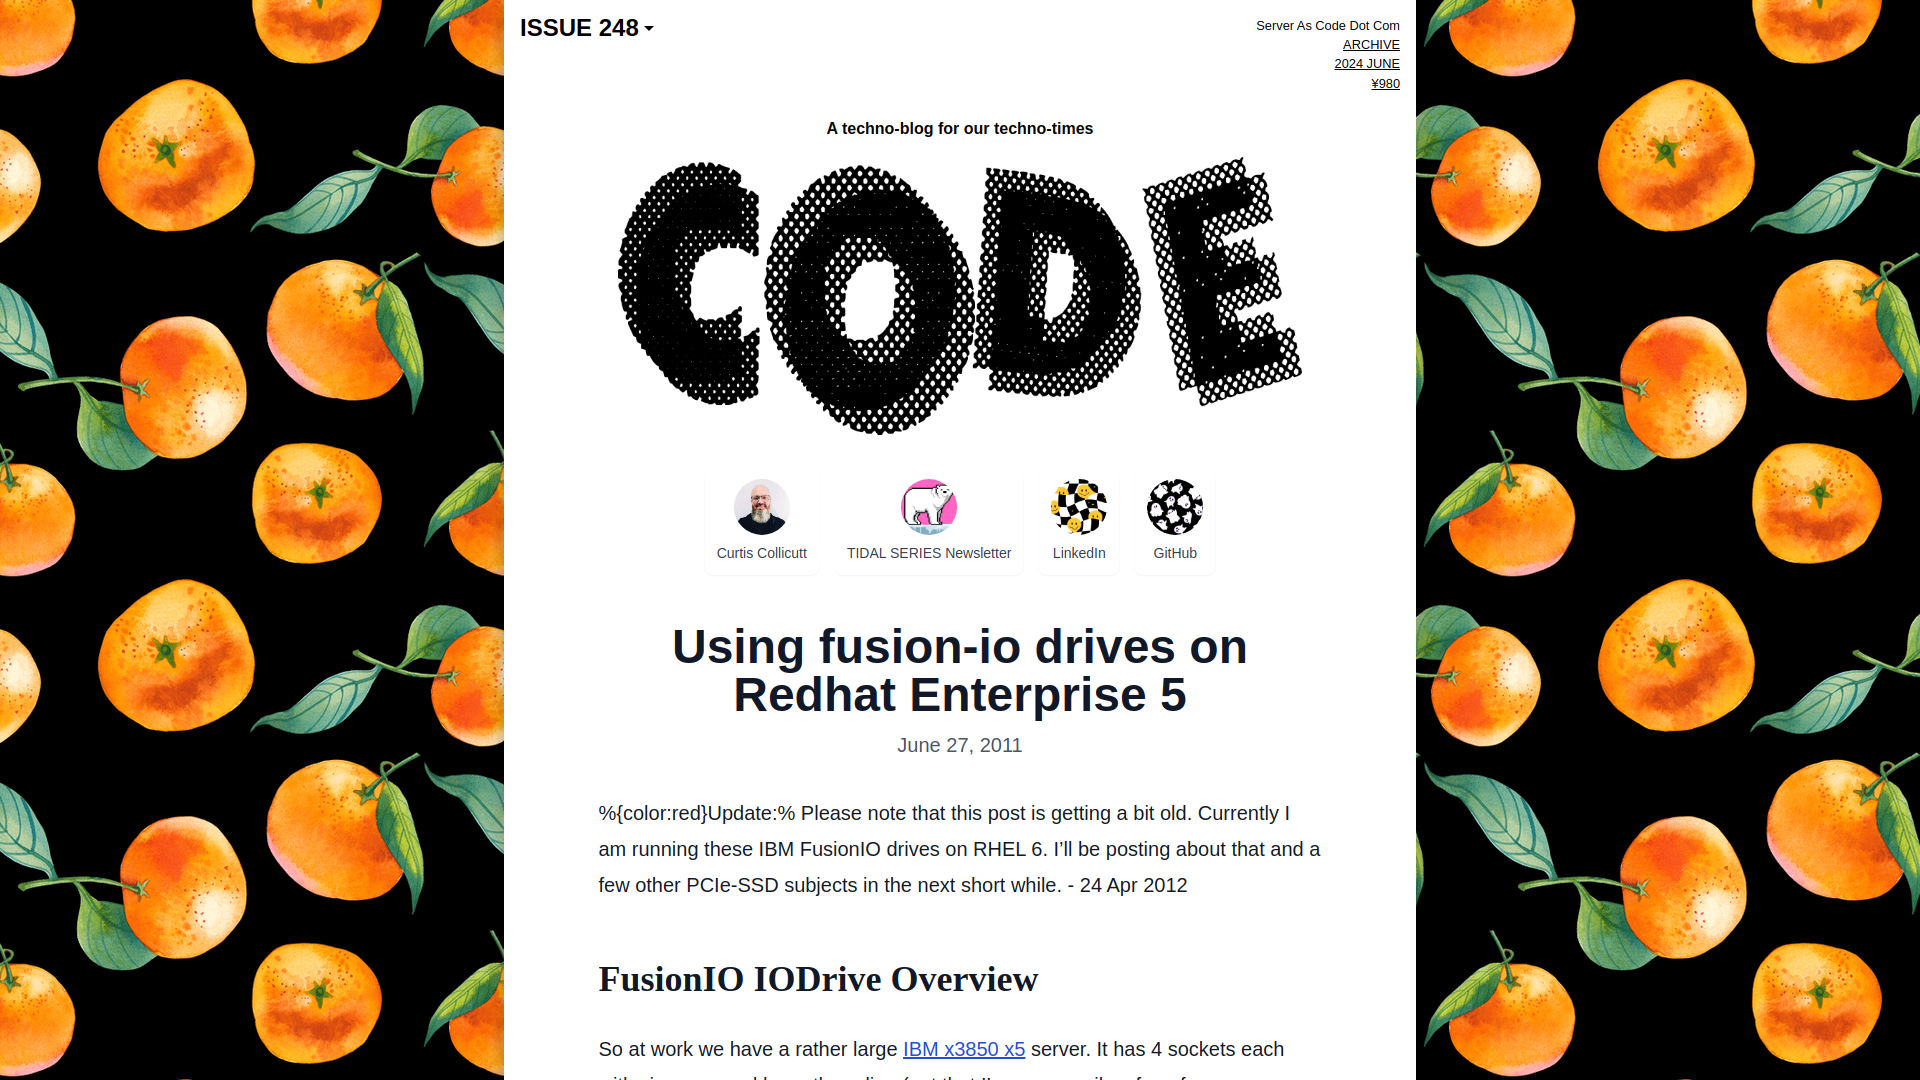 ISSUE 248
Server As Code Dot Com
ARCHIVE
2024 JUNE
¥980
A techno-blog for our techno-times
CODE
Curtis Collicutt
TIDAL SERIES Newsletter
LinkedIn
GitHub
Using fusion-io drives on
Redhat Enterprise 5
June 27, 2011
%{color:red}Update:% Please note that this post is getting a bit old. Currently I
am running these IBM FusionIO drives on RHEL 6. I’ll be posting about that and a
few other PCIe-SSD subjects in the next short while. - 24 Apr 2012
FusionIO IODrive Overview
So at work we have a rather large IBM x3850 x5 server. It has 4 sockets each